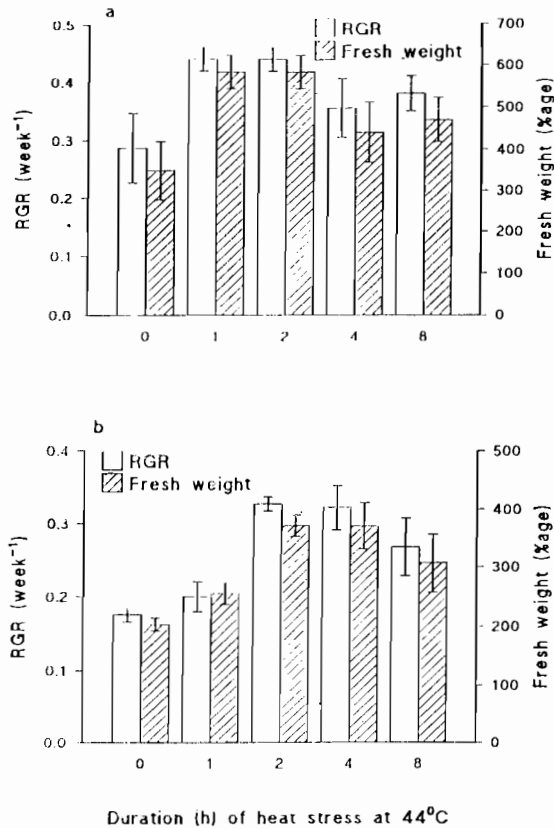 a
RGR
Fresh weight
0.5
0.4
0.3
0.2
0.1
0.0
RGR (week⁻¹)
700
600
500
400
300
200
100
0
Fresh weight (%age)
0 1 2 4 8
b
RGR
Fresh weight
0.4
0.3
0.2
0.1
0.0
RGR (week⁻¹)
500
400
300
200
100
0
Fresh weight (%age)
0 1 2 4 8
Duration (h) of heat stress at 44⁰C